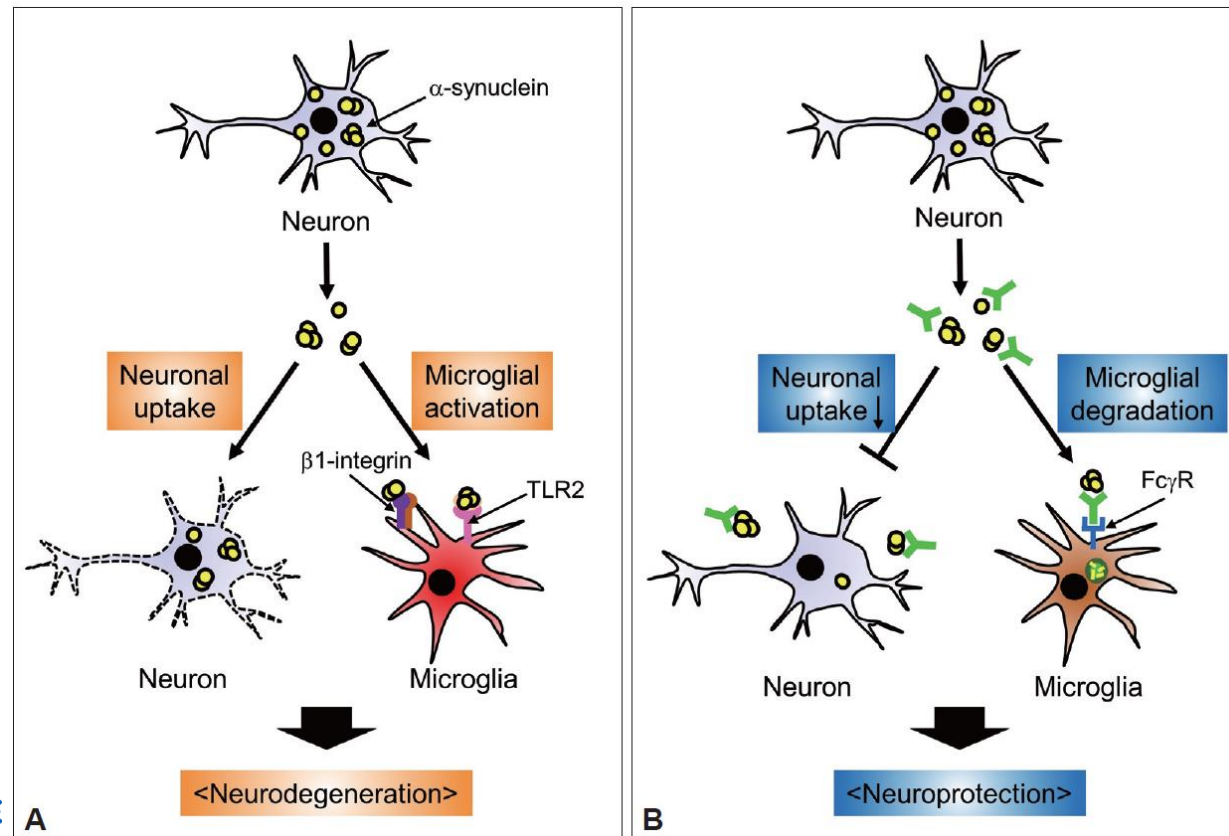 α-synuclein
Neuron
Neuronal
uptake
Microglial
activation
β1-integrin
TLR2
Neuron
Microglia
<Neurodegeneration>
A
α-synuclein
Neuron
Neuronal
uptake↓
Microglial
degradation
FcγR
Neuron
Microglia
<Neuroprotection>
B